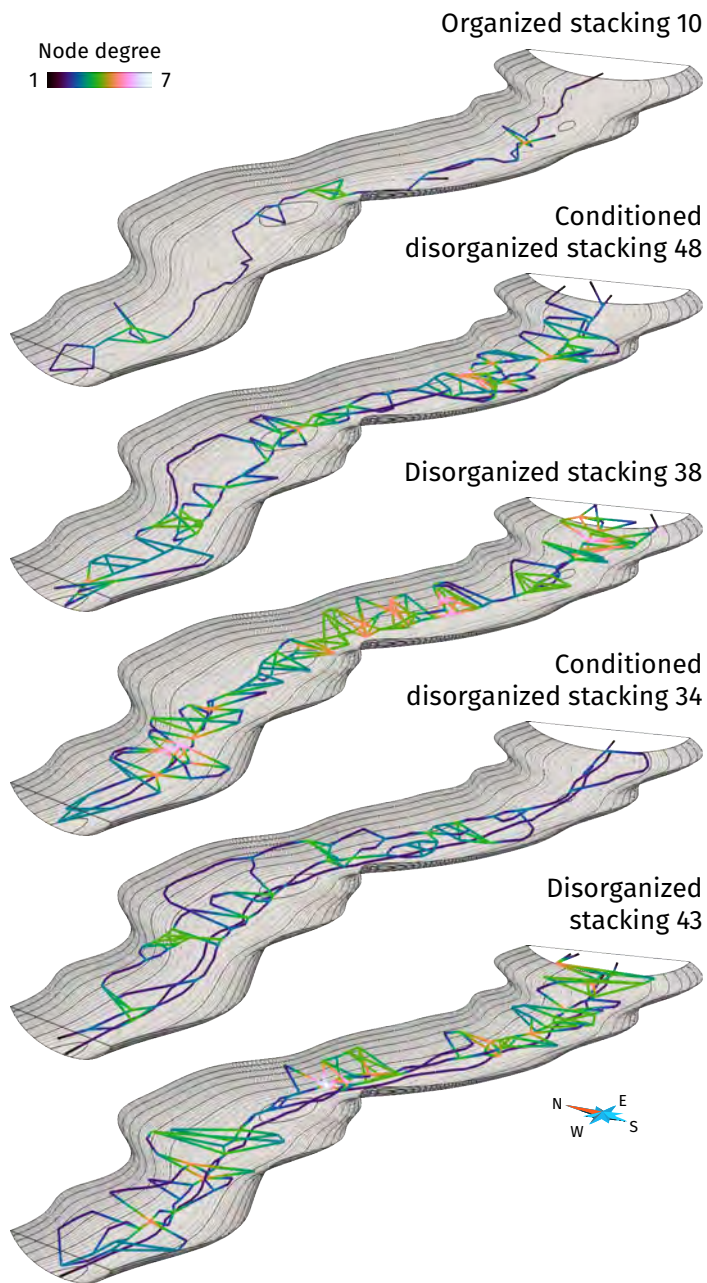 Organized stacking 10
Node degree
1 7
Conditioned
disorganized stacking 48
Disorganized stacking 38
Conditioned
disorganized stacking 34
Disorganized
stacking 43
N E
W S